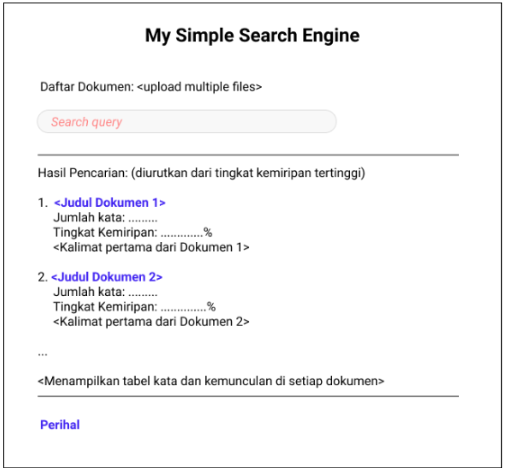 My Simple Search Engine
Daftar Dokumen: <upload multiple files>
Search query
Hasil Pencarian: (diurutkan dari tingkat kemiripan tertinggi)
1. <Judul Dokumen 1>
Jumlah kata: .........
Tingkat Kemiripan: .............%
<Kalimat pertama dari Dokumen 1>
2. <Judul Dokumen 2>
Jumlah kata: .........
Tingkat Kemiripan: .............%
<Kalimat pertama dari Dokumen 2>
...
<Menampilkan tabel kata dan kemunculan di setiap dokumen>
Perihal